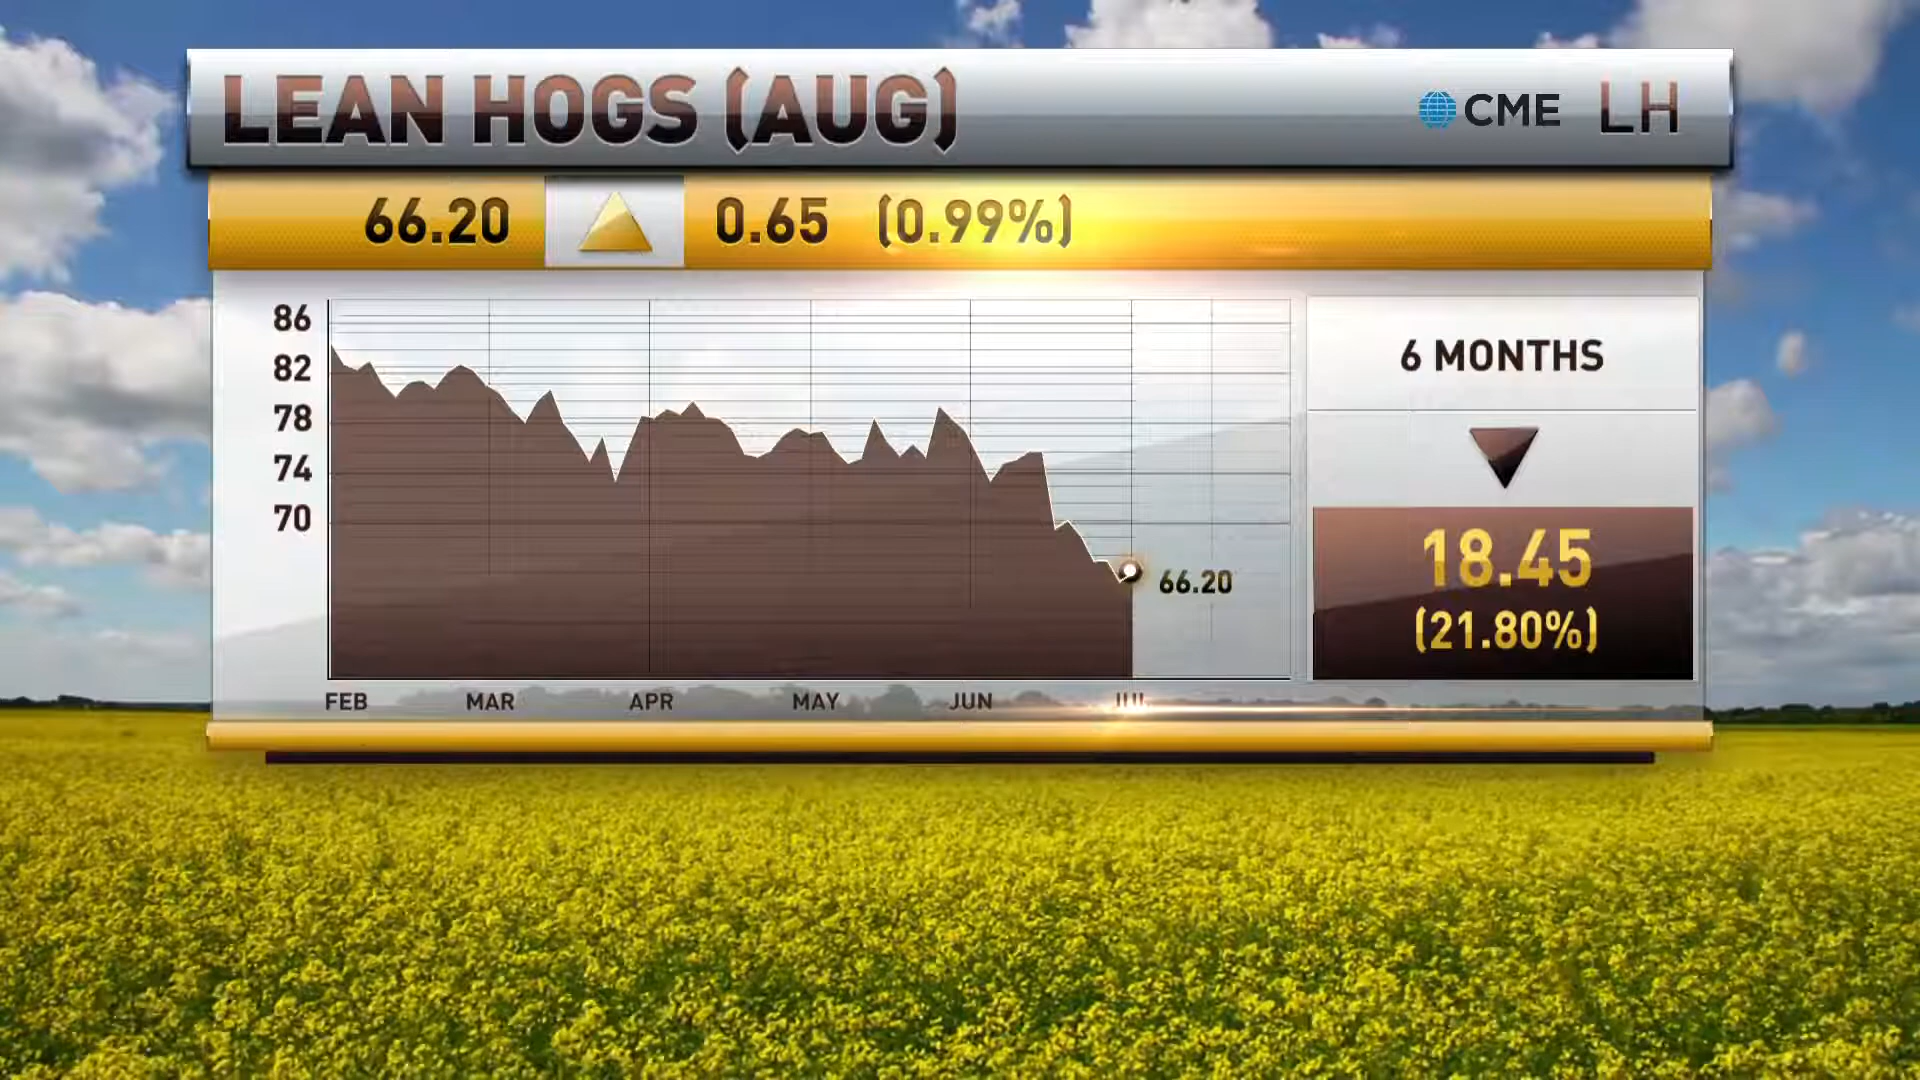 LEAN HOGS (AUG)
CME LH
66.20 0.65 (0.99%)
86
82
78
74
70
66.20
FEB MAR APR MAY JUN JUL
6 MONTHS
18.45
(21.80%)